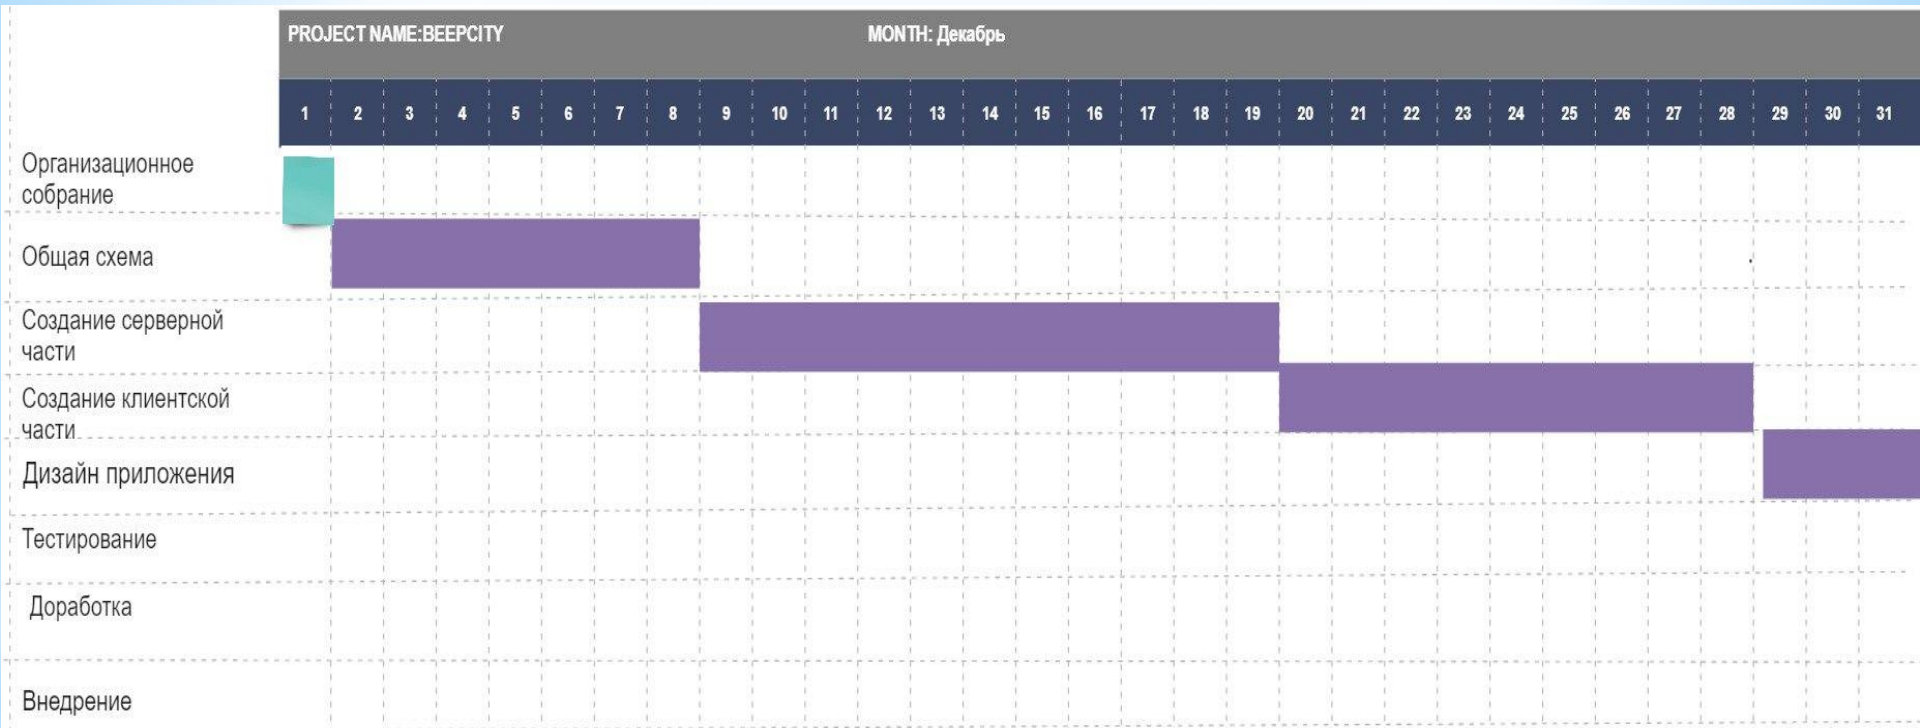 PROJECT NAME:BEEPCITY MONTH: Декабрь
1 2 3 4 5 6 7 8 9 10 11 12 13 14 15 16 17 18 19 20 21 22 23 24 25 26 27 28 29 30 31
Организационное
собрание
Общая схема
Создание серверной
части
Создание клиентской
части
Дизайн приложения
Тестирование
Доработка
Внедрение